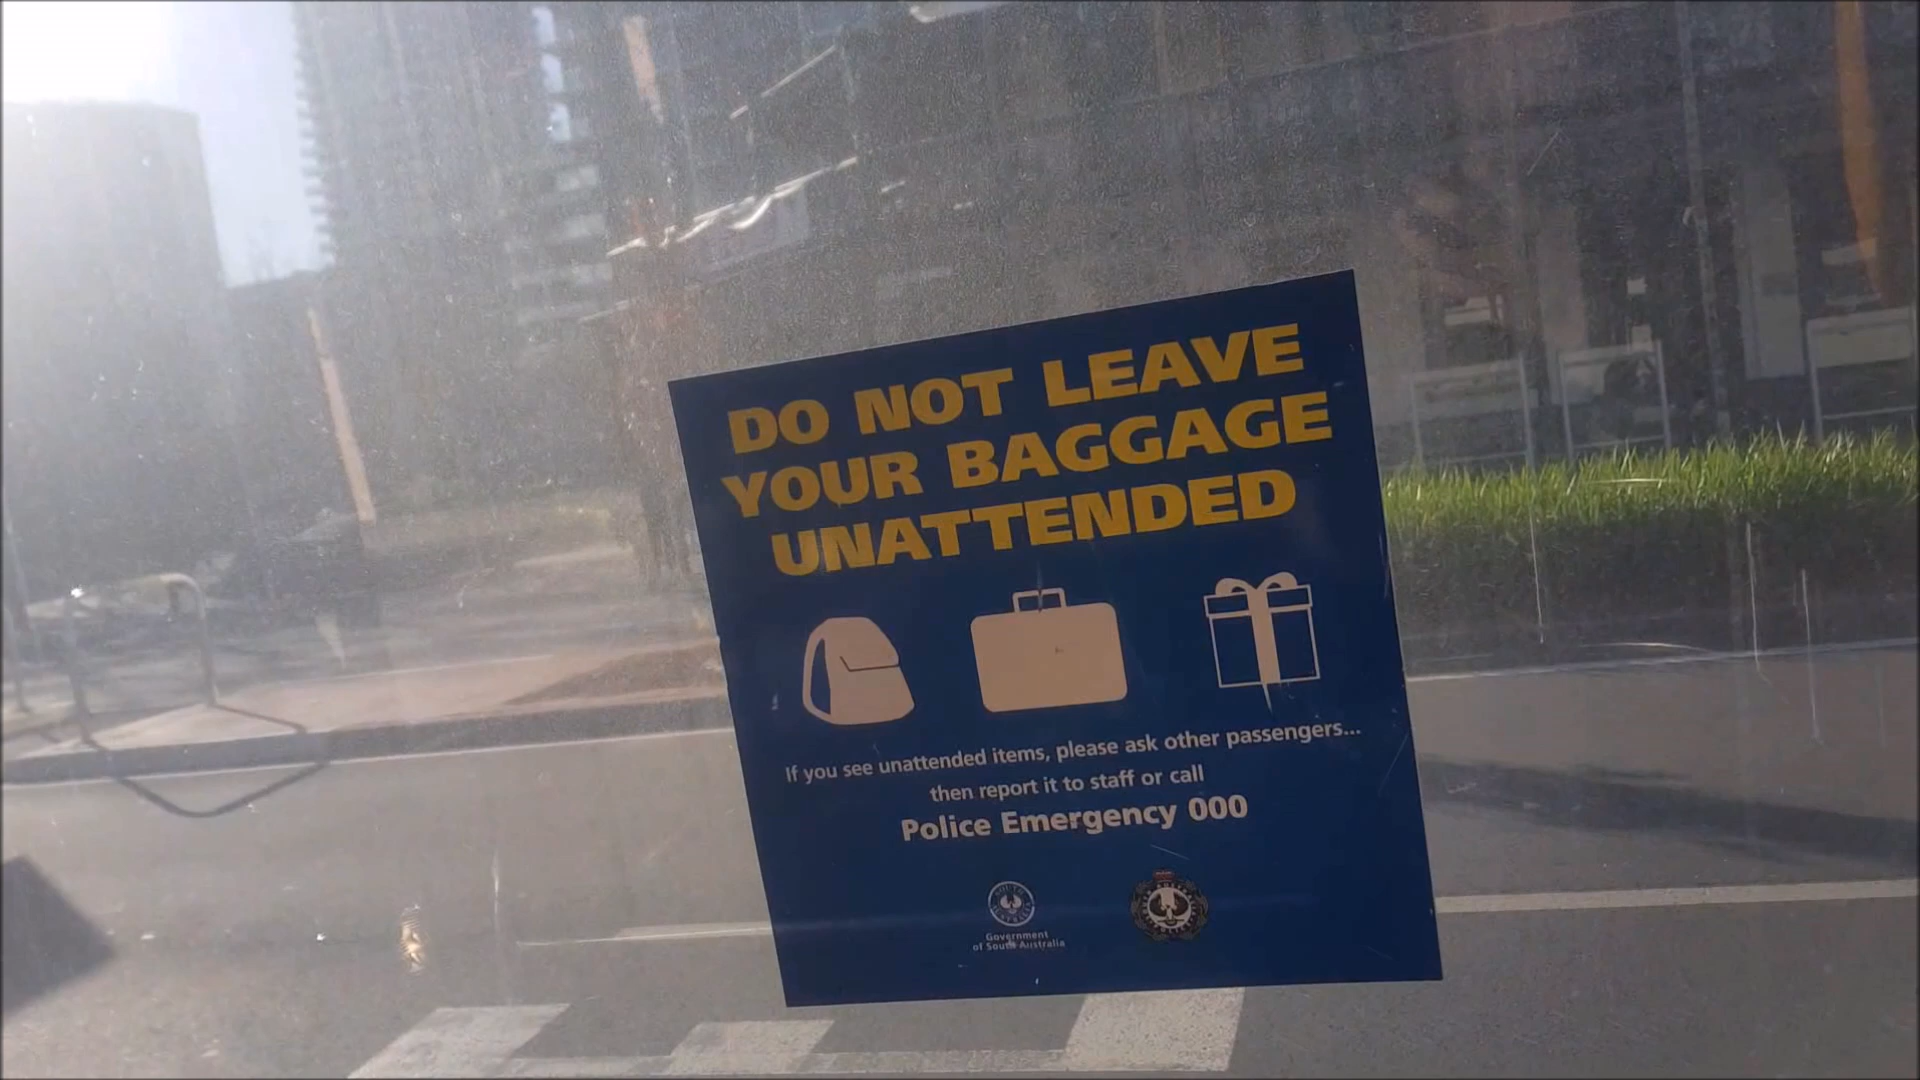 DO NOT LEAVE
YOUR BAGGAGE
UNATTENDED
If you see unattended items, please ask other passengers...
then report it to staff or call
Police Emergency 000
Government
of South Australia